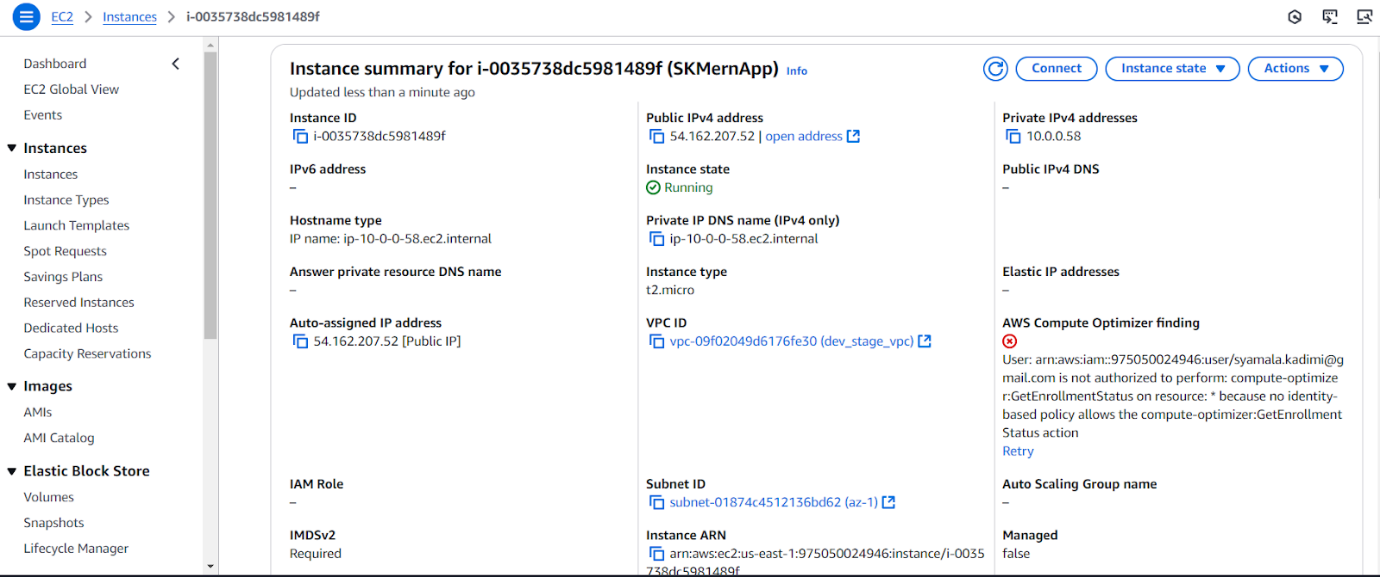 EC2 > Instances > i-0035738dc5981489f
Dashboard
EC2 Global View
Events
Instances
Instances
Instance Types
Launch Templates
Spot Requests
Savings Plans
Reserved Instances
Dedicated Hosts
Capacity Reservations
Images
AMIs
AMI Catalog
Elastic Block Store
Volumes
Snapshots
Lifecycle Manager
Instance summary for i-0035738dc5981489f (SKMernApp) Info
Updated less than a minute ago
Connect
Instance state
Actions
Instance ID
i-0035738dc5981489f
Public IPv4 address
54.162.207.52 | open address
Private IPv4 addresses
10.0.0.58
IPv6 address
–
Instance state
Running
Public IPv4 DNS
–
Hostname type
IP name: ip-10-0-0-58.ec2.internal
Private IP DNS name (IPv4 only)
ip-10-0-0-58.ec2.internal
Answer private resource DNS name
–
Instance type
t2.micro
Elastic IP addresses
–
Auto-assigned IP address
54.162.207.52 [Public IP]
VPC ID
vpc-09f02049d6176fe30 (dev_stage_vpc)
AWS Compute Optimizer finding
User: arn:aws:iam::975050024946:user/syamala.kadimi@g
mail.com is not authorized to perform: compute-optimize
r:GetEnrollmentStatus on resource: * because no identity-
based policy allows the compute-optimizer:GetEnrollment
Status action
Retry
IAM Role
–
Subnet ID
subnet-01874c4512136bd62 (az-1)
Auto Scaling Group name
–
IMDSv2
Required
Instance ARN
arn:aws:ec2:us-east-1:975050024946:instance/i-0035
738dc5981489f
Managed
false